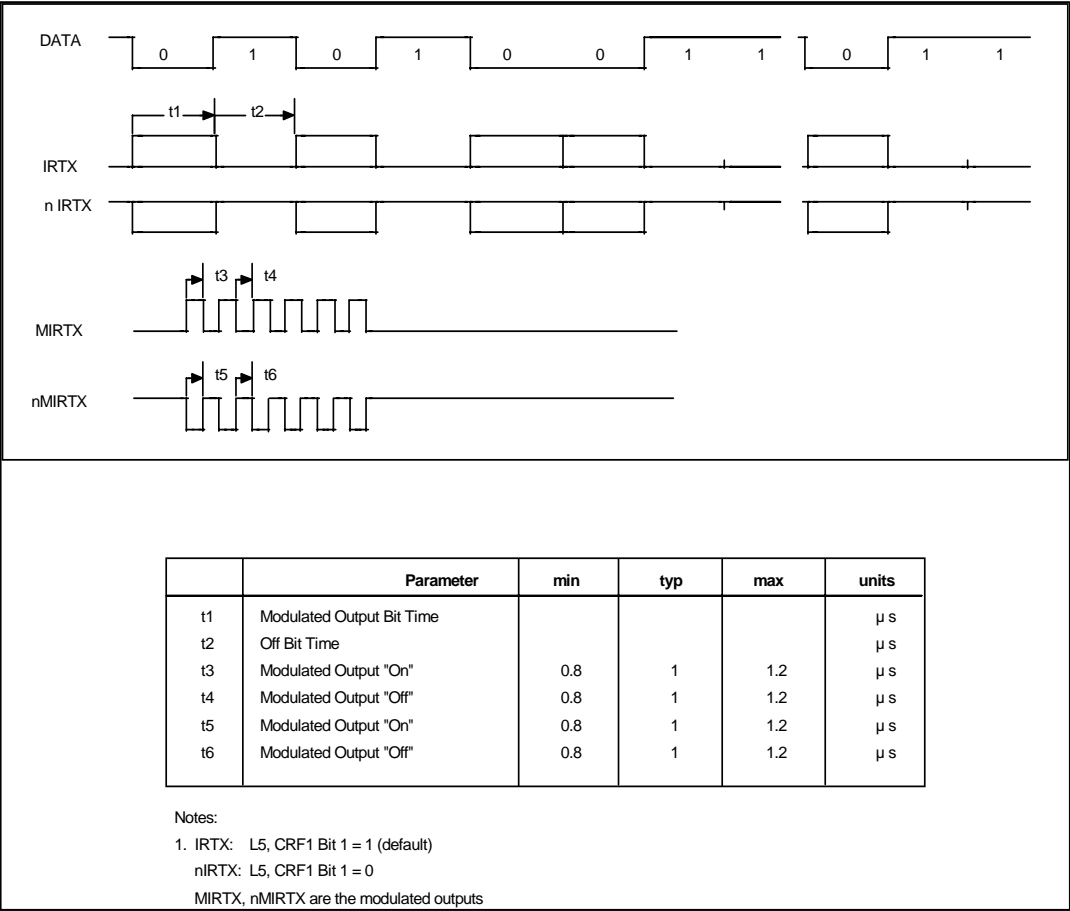 DATA 0 1 0 1 0 0 1 1 0 1 1
t1 t2
IRTX
n IRTX
t3 t4
MIRTX
t5 t6
nMIRTX
Parameter min typ max units
t1 Modulated Output Bit Time µ s
t2 Off Bit Time µ s
t3 Modulated Output "On" 0.8 1 1.2 µ s
t4 Modulated Output "Off" 0.8 1 1.2 µ s
t5 Modulated Output "On" 0.8 1 1.2 µ s
t6 Modulated Output "Off" 0.8 1 1.2 µ s
Notes:
1. IRTX: L5, CRF1 Bit 1 = 1 (default)
nIRTX: L5, CRF1 Bit 1 = 0
MIRTX, nMIRTX are the modulated outputs